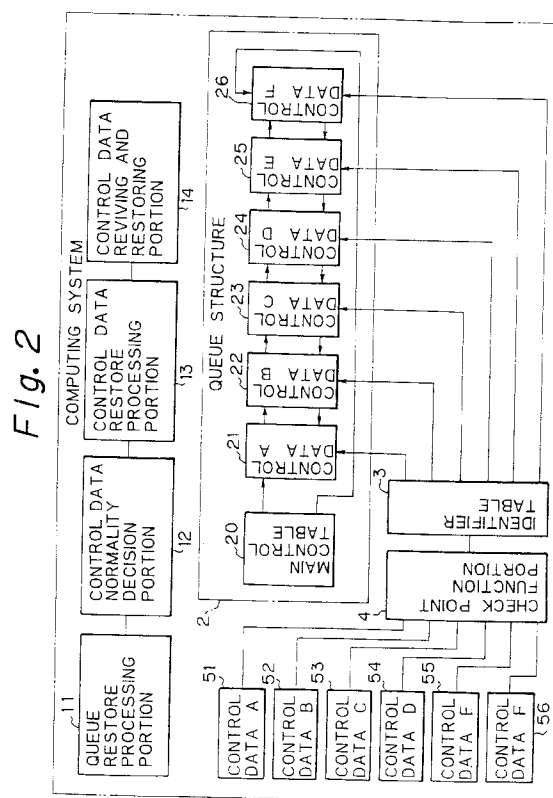 Fig. 2
COMPUTING SYSTEM
11
QUEUE
RESTORE
PROCESSING
PORTION
12
CONTROL DATA
NORMALITY
DECISION
PORTION
13
CONTROL DATA
RESTORE
PROCESSING
PORTION
14
CONTROL DATA
REVIVING AND
RESTORING
PORTION
QUEUE STRUCTURE
2
20
MAIN
CONTROL
TABLE
21
CONTROL
DATA A
22
CONTROL
DATA B
23
CONTROL
DATA C
24
CONTROL
DATA D
25
CONTROL
DATA E
26
CONTROL
DATA F
51
CONTROL
DATA A
52
CONTROL
DATA B
53
CONTROL
DATA C
54
CONTROL
DATA D
55
CONTROL
DATA F
56
CONTROL
DATA F
4
CHECK POINT
FUNCTION
PORTION
3
IDENTIFIER
TABLE